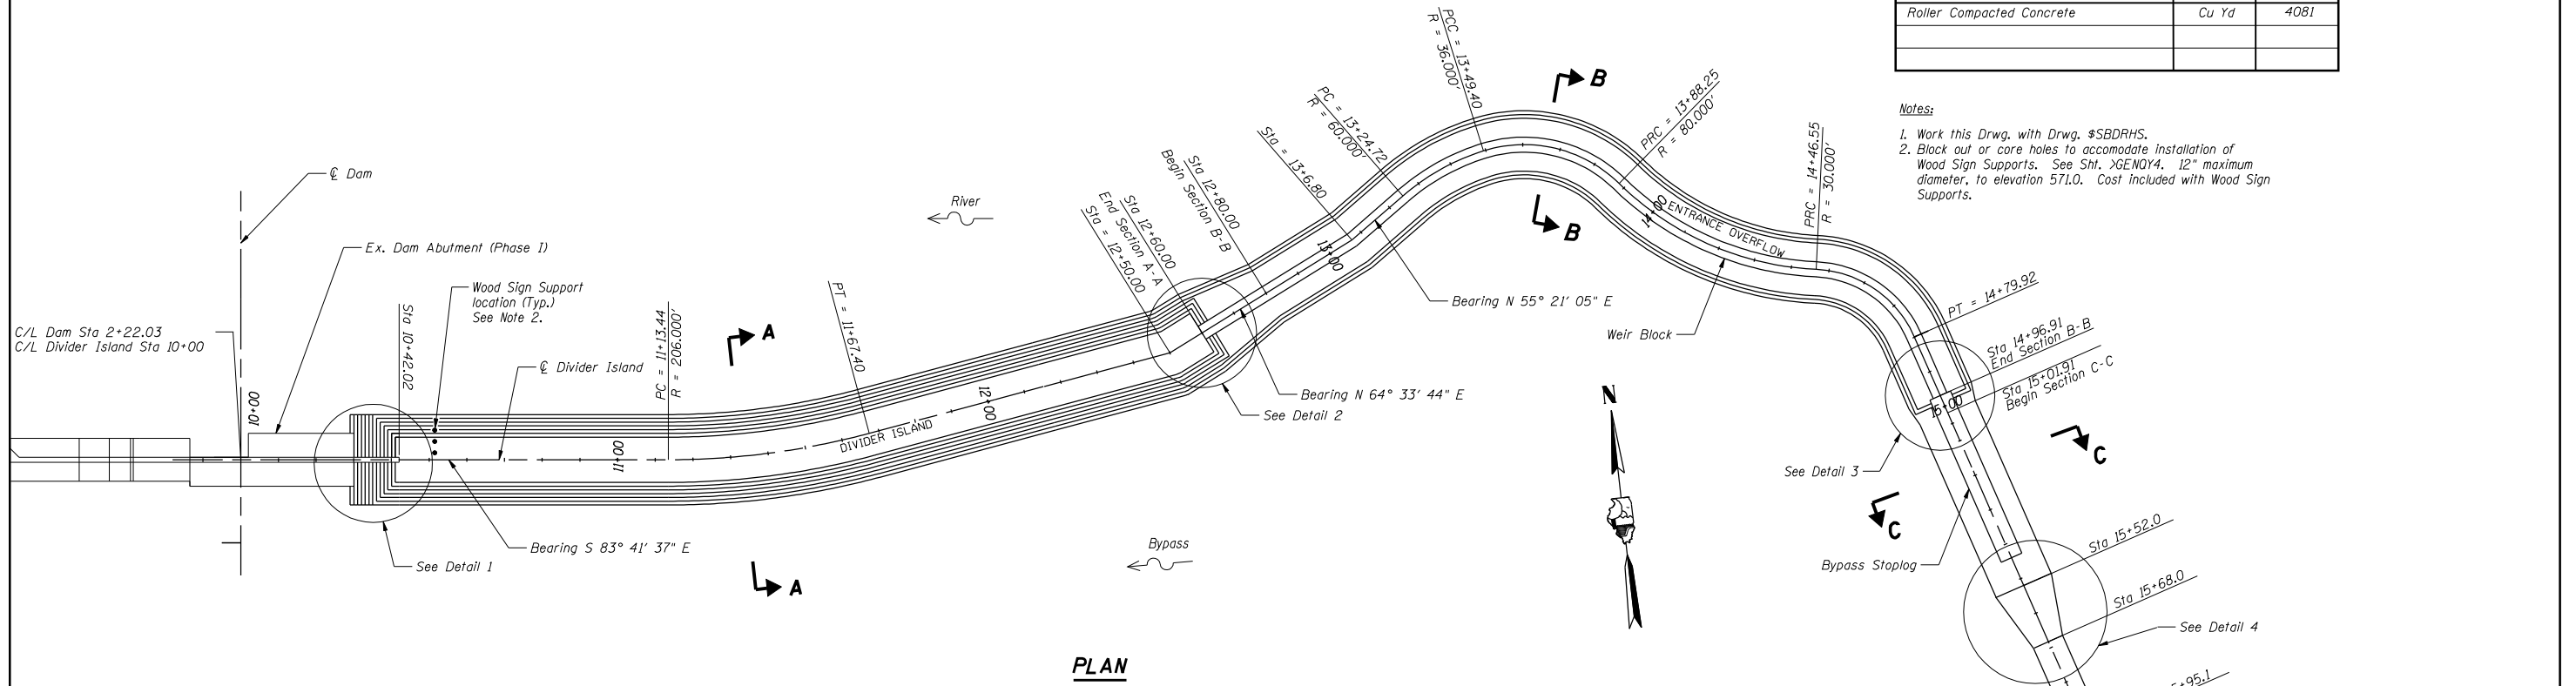 Roller Compacted Concrete Cu Yd 4081
Notes:
1. Work this Drwg. with Drwg. $SBDRHS.
2. Block out or core holes to accomodate installation of
Wood Sign Supports. See Sht. >GENQY4. 12" maximum
diameter, to elevation 571.0. Cost included with Wood Sign
Supports.
℄ Dam
Ex. Dam Abutment (Phase I)
Wood Sign Support
location (Typ.)
See Note 2.
C/L Dam Sta 2+22.03
C/L Divider Island Sta 10+00
10+00
Sta 10+42.02
℄ Divider Island
11+00
PC = 11+13.44
R = 206.000'
A
A
PT = 11+67.40
DIVIDER ISLAND
12+00
Bearing S 83° 41' 37" E
See Detail 1
River
Bypass
Sta = 12+50.00
End Section A-A
Sta 12+60.00
Begin Section B-B
Sta 12+80.00
Sta = 13+6.80
13+00
PC = 13+24.72
R = 60.000'
PCC = 13+49.40
R = 36.000'
B
B
PRC = 13+88.25
R = 80.000'
14+00
ENTRANCE OVERFLOW
PRC = 14+46.55
R = 30.000'
Bearing N 55° 21' 05" E
Weir Block
Bearing N 64° 33' 44" E
See Detail 2
PT = 14+79.92
Sta 14+96.91
End Section B-B
Sta 15+01.91
Begin Section C-C
15+00
See Detail 3
C
C
N
Bypass Stoplog
Sta 15+52.0
Sta 15+68.0
See Detail 4
+95.1
PLAN